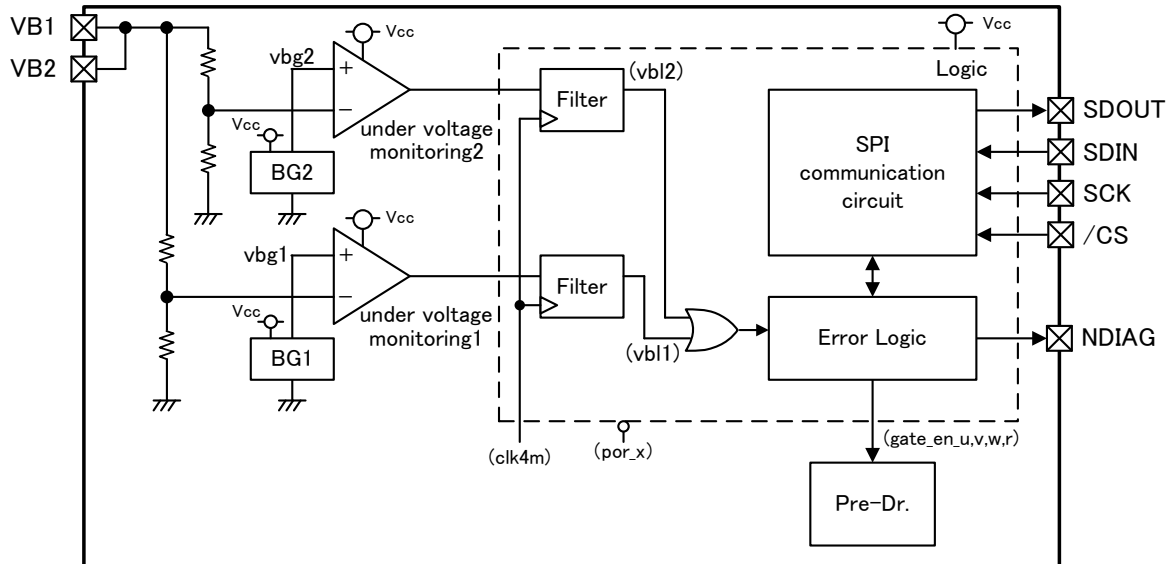 VB1
VB2
Vcc
vbg2
+
−
Vcc
BG2
under voltage
monitoring2
Vcc
vbg1
+
−
Vcc
BG1
under voltage
monitoring1
Vcc
Logic
Filter
(vbl2)
Filter
(vbl1)
SPI
communication
circuit
Error Logic
SDOUT
SDIN
SCK
/CS
NDIAG
(clk4m)
(por_x)
(gate_en_u,v,w,r)
Pre-Dr.